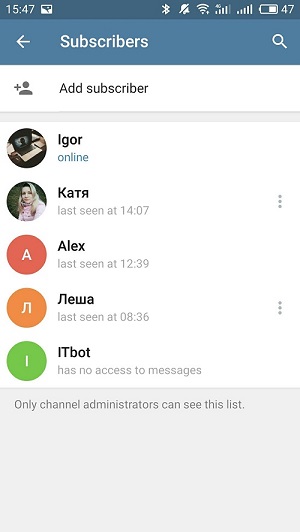 15:47 4G 47
Subscribers
Add subscriber
Igor
online
Катя
last seen at 14:07
A Alex
last seen at 12:39
Л Леша
last seen at 08:36
I ITbot
has no access to messages
Only channel administrators can see this list.